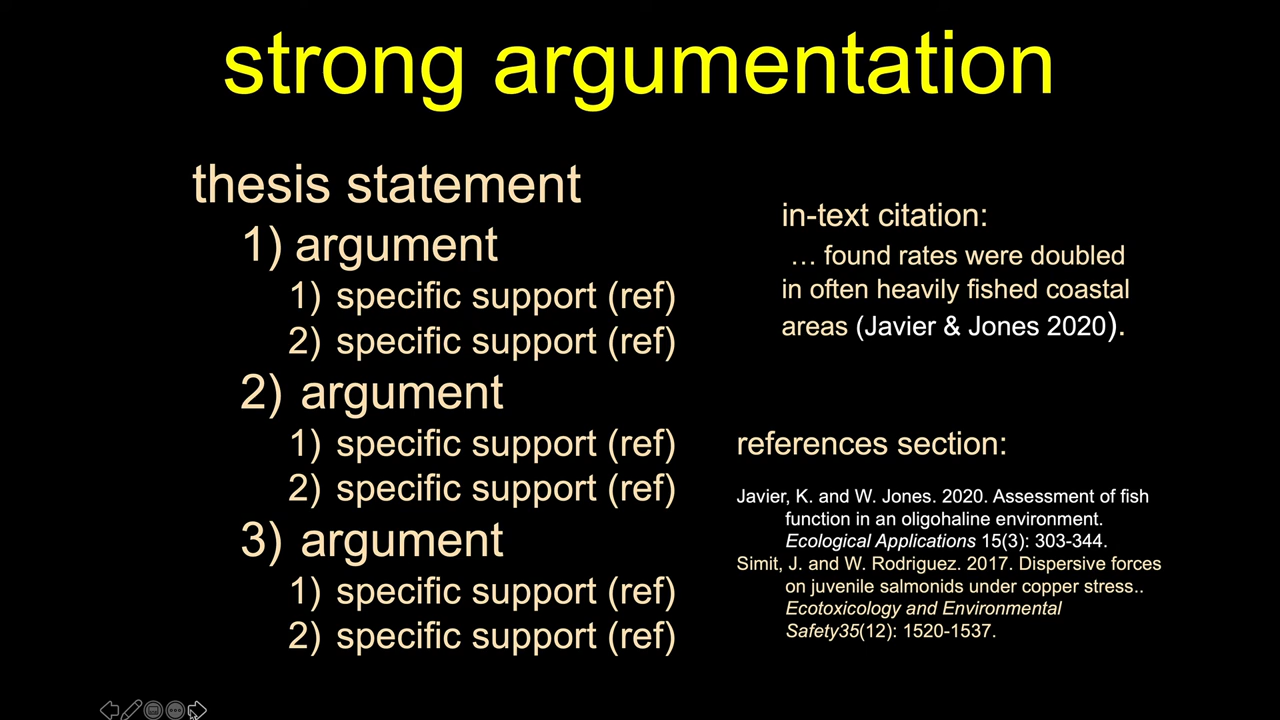 strong argumentation
thesis statement
1) argument
1) specific support (ref)
2) specific support (ref)
2) argument
1) specific support (ref)
2) specific support (ref)
3) argument
1) specific support (ref)
2) specific support (ref)
in-text citation:
… found rates were doubled
in often heavily fished coastal
areas (Javier & Jones 2020).
references section:
Javier, K. and W. Jones. 2020. Assessment of fish
function in an oligohaline environment.
Ecological Applications 15(3): 303-344.
Simit, J. and W. Rodriguez. 2017. Dispersive forces
on juvenile salmonids under copper stress..
Ecotoxicology and Environmental
Safety35(12): 1520-1537.